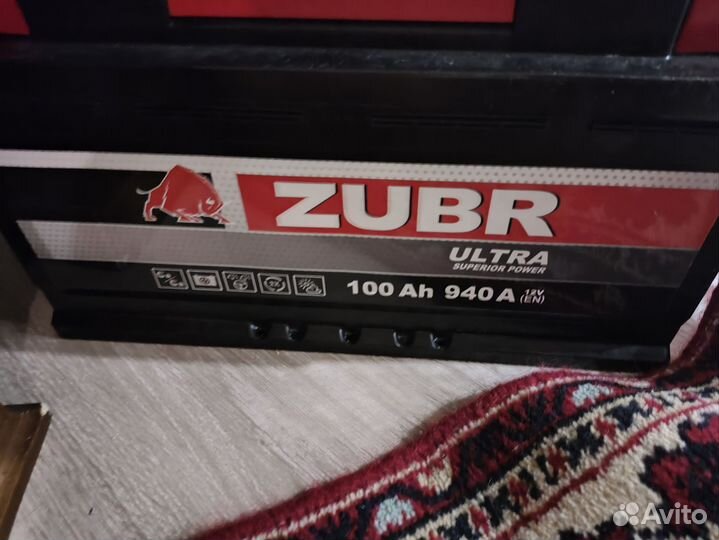 ZUBR
ULTRA
SUPERIOR POWER
100 Ah 940 A 12V (EN)
Avito